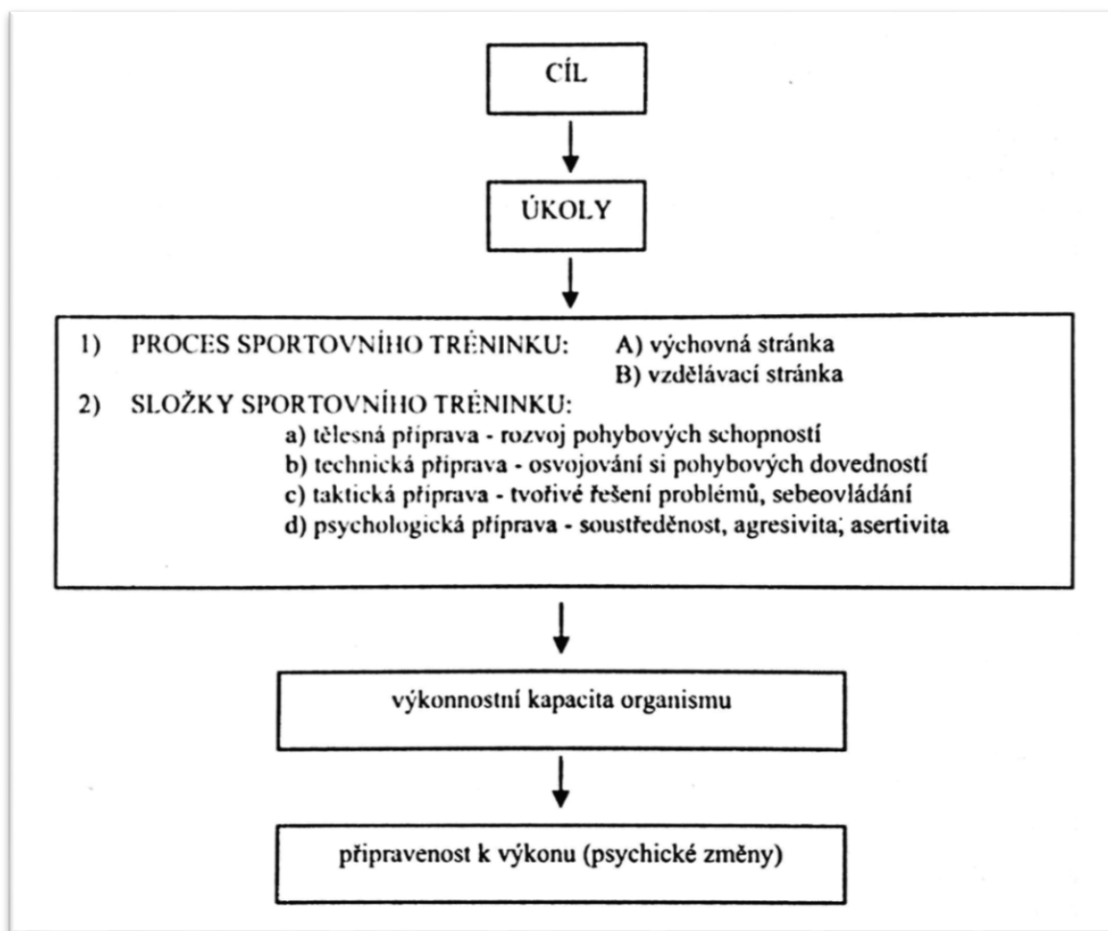 CÍL
ÚKOLY
1) PROCES SPORTOVNÍHO TRÉNINKU: A) výchovná stránka
B) vzdělávací stránka
2) SLOŽKY SPORTOVNÍHO TRÉNINKU:
a) tělesná příprava - rozvoj pohybových schopností
b) technická příprava - osvojování si pohybových dovedností
c) taktická příprava - tvořivé řešení problémů, sebeovládání
d) psychologická příprava - soustředěnost, agresivita, asertivita
výkonnostní kapacita organismu
připravenost k výkonu (psychické změny)